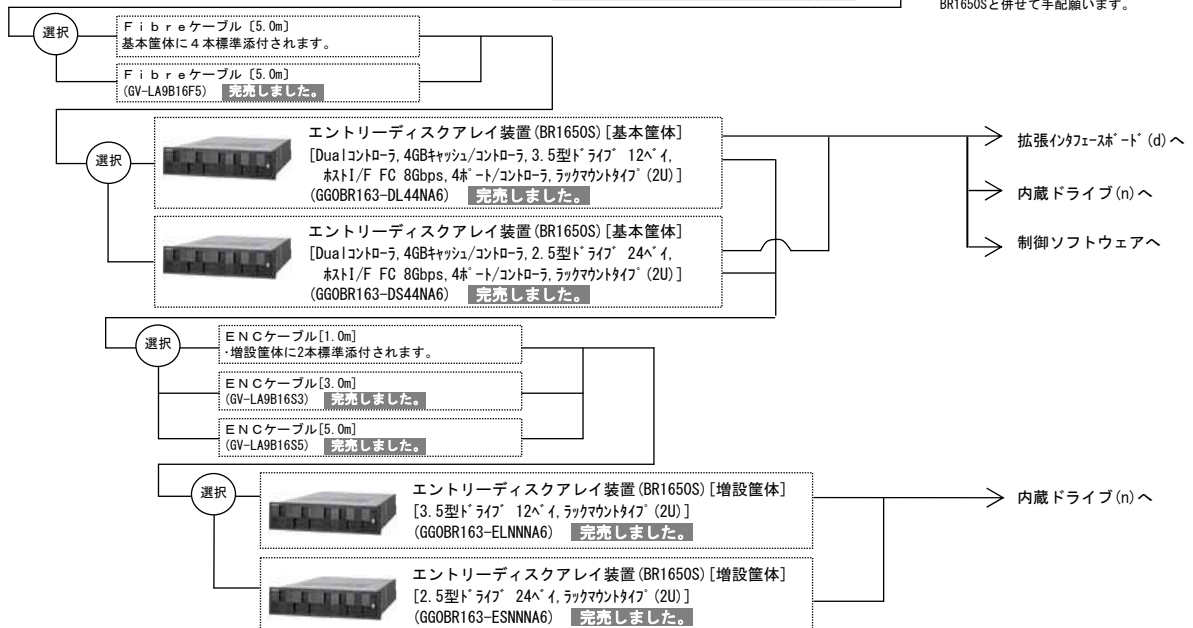 BR1650Sと併せて手配願います。
選択
Ｆｉｂｒｅケーブル〔5.0m〕
基本筐体に４本標準添付されます。
Ｆｉｂｒｅケーブル〔5.0m〕
(GV-LA9B16F5) 完売しました。
選択
エントリーディスクアレイ装置(BR1650S)[基本筐体]
[Dualｺﾝﾄﾛｰﾗ,4GBｷｬｯｼｭ/ｺﾝﾄﾛｰﾗ,3.5型ﾄﾞﾗｲﾌﾞ 12ﾍﾞｲ,
ﾎｽﾄI/F FC 8Gbps,4ﾎﾟｰﾄ/ｺﾝﾄﾛｰﾗ,ﾗｯｸﾏｳﾝﾄﾀｲﾌﾟ(2U)]
(GGOBR163-DL44NA6) 完売しました。
エントリーディスクアレイ装置(BR1650S)[基本筐体]
[Dualｺﾝﾄﾛｰﾗ,4GBｷｬｯｼｭ/ｺﾝﾄﾛｰﾗ,2.5型ﾄﾞﾗｲﾌﾞ 24ﾍﾞｲ,
ﾎｽﾄI/F FC 8Gbps,4ﾎﾟｰﾄ/ｺﾝﾄﾛｰﾗ,ﾗｯｸﾏｳﾝﾄﾀｲﾌﾟ(2U)]
(GGOBR163-DS44NA6) 完売しました。
拡張ｲﾝﾀﾌｪｰｽﾎﾞｰﾄﾞ(d)へ
内蔵ドライブ(n)へ
制御ソフトウェアへ
選択
ＥＮＣケーブル[1.0m]
･増設筐体に2本標準添付されます。
ＥＮＣケーブル[3.0m]
(GV-LA9B16S3) 完売しました。
ＥＮＣケーブル[5.0m]
(GV-LA9B16S5) 完売しました。
選択
エントリーディスクアレイ装置(BR1650S)[増設筐体]
[3.5型ﾄﾞﾗｲﾌﾞ 12ﾍﾞｲ,ﾗｯｸﾏｳﾝﾄﾀｲﾌﾟ(2U)]
(GGOBR163-ELNNNA6) 完売しました。
エントリーディスクアレイ装置(BR1650S)[増設筐体]
[2.5型ﾄﾞﾗｲﾌﾞ 24ﾍﾞｲ,ﾗｯｸﾏｳﾝﾄﾀｲﾌﾟ(2U)]
(GGOBR163-ESNNNA6) 完売しました。
内蔵ドライブ(n)へ